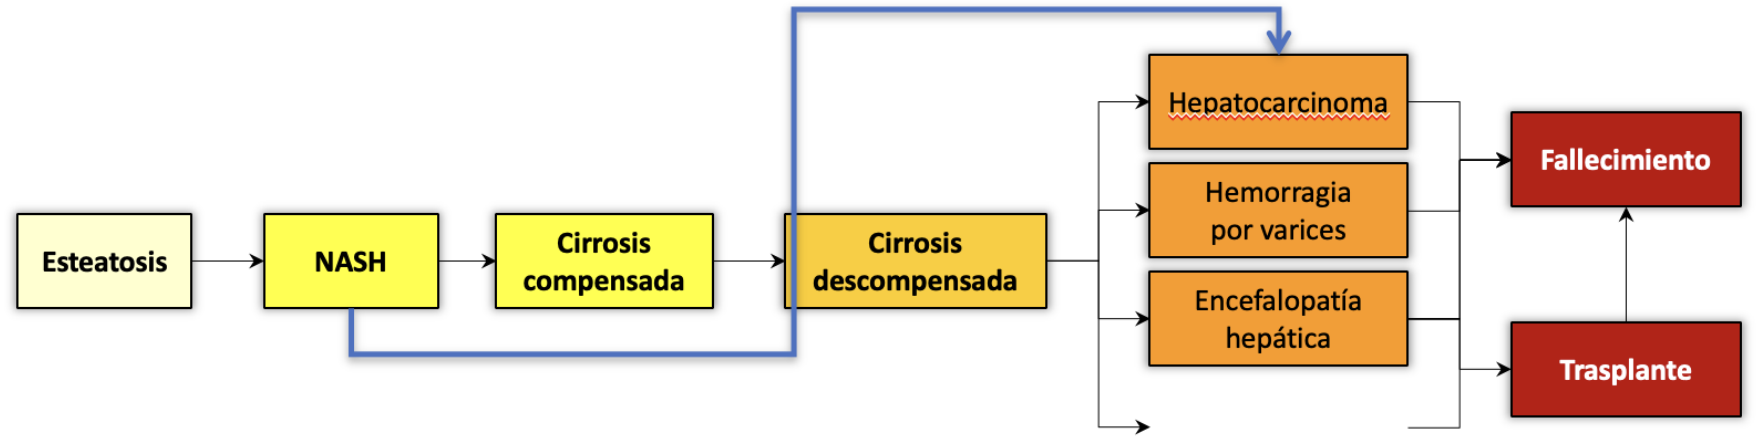 Esteatosis
NASH
Cirrosis
compensada
Cirrosis
descompensada
Hepatocarcinoma
Hemorragia
por varices
Encefalopatía
hepática
Fallecimiento
Trasplante